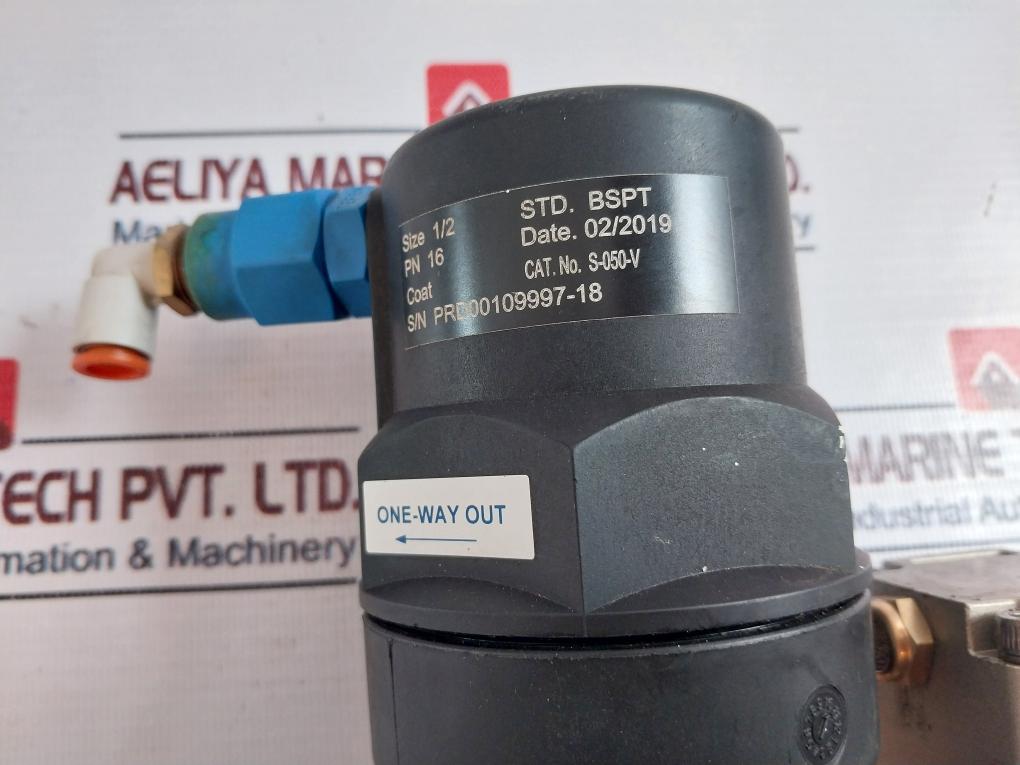 AELIYA MAR
D.
Size 1/2 STD. BSPT
PN 16 Date. 02/2019
Coat CAT. No. S-050-V
S/N PRD00109997-18
ONE-WAY OUT
TECH PVT. LTD.
MARINE
mation & Machinery
ndustrial Au